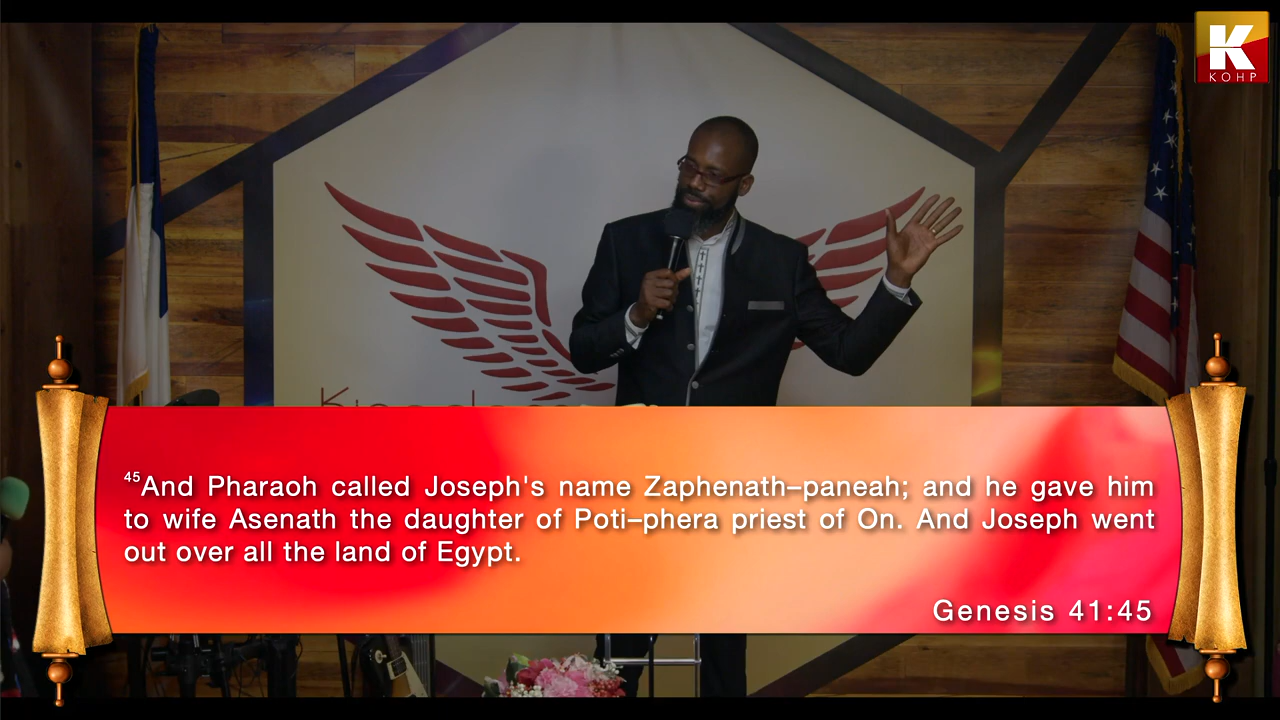 K
KOHP
45And Pharaoh called Joseph's name Zaphenath–paneah; and he gave him
to wife Asenath the daughter of Poti–phera priest of On. And Joseph went
out over all the land of Egypt.
Genesis 41:45